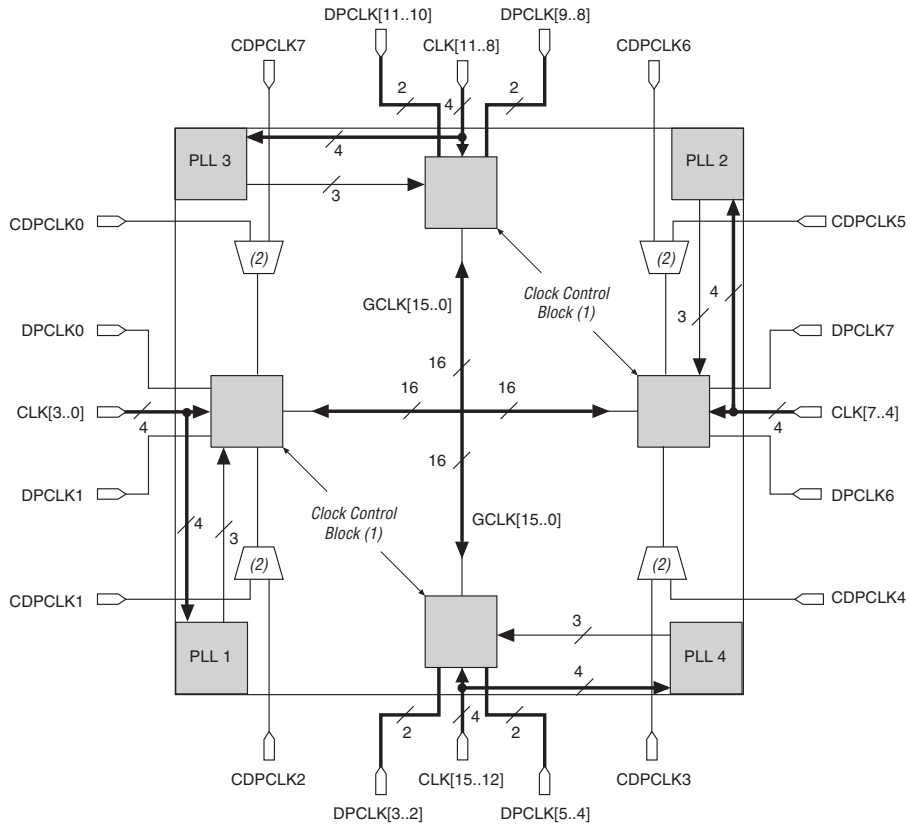 DPCLK[11..10]
DPCLK[9..8]
CDPCLK7
CLK[11..8]
CDPCLK6
2
4
2
PLL 3
4
PLL 2
3
CDPCLK0
CDPCLK5
(2)
(2)
Clock Control
Block (1)
GCLK[15..0]
4
3
DPCLK0
DPCLK7
16
16
16
CLK[3..0]
CLK[7..4]
4
4
16
DPCLK1
DPCLK6
Clock Control
Block (1)
GCLK[15..0]
4
3
(2)
(2)
CDPCLK1
CDPCLK4
3
PLL 1
PLL 4
4
2
4
2
CDPCLK2
CLK[15..12]
CDPCLK3
DPCLK[3..2]
DPCLK[5..4]